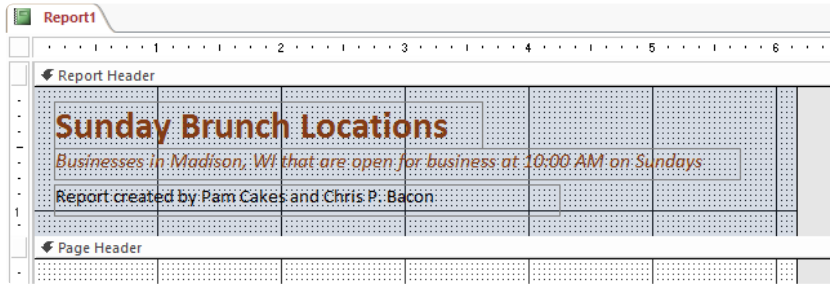 Report1
1 2 3 4 5 6
Report Header
Sunday Brunch Locations
Businesses in Madison, WI that are open for business at 10:00 AM on Sundays
Report created by Pam Cakes and Chris P. Bacon
1
Page Header